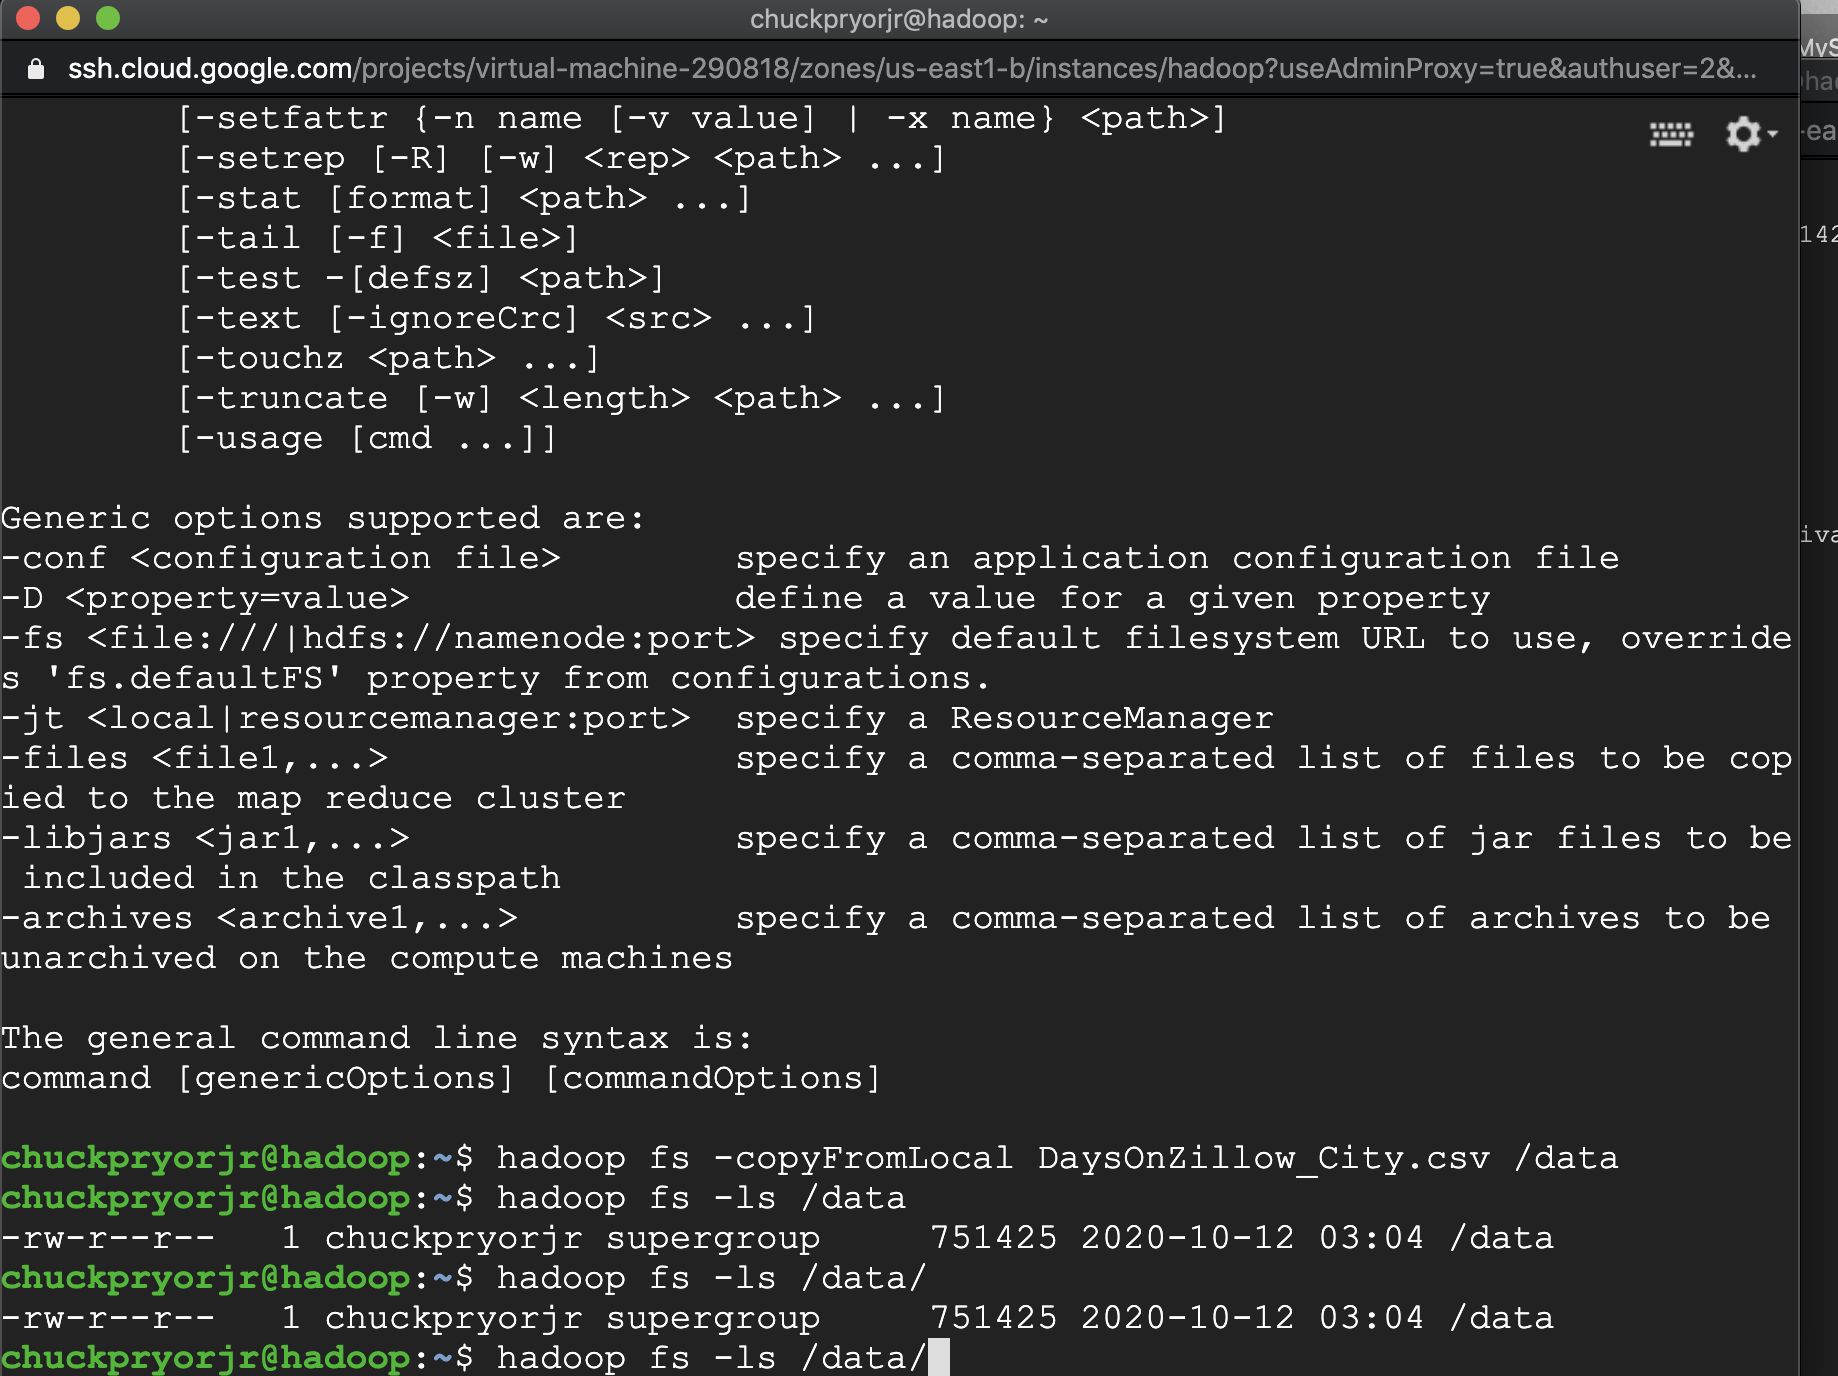 chuckpryorjr@hadoop: ~
ssh.cloud.google.com/projects/virtual-machine-290818/zones/us-east1-b/instances/hadoop?useAdminProxy=true&authuser=2&...
[-setfattr {-n name [-v value] | -x name} <path>]
[-setrep [-R] [-w] <rep> <path> ...]
[-stat [format] <path> ...]
[-tail [-f] <file>]
[-test -[defsz] <path>]
[-text [-ignoreCrc] <src> ...]
[-touchz <path> ...]
[-truncate [-w] <length> <path> ...]
[-usage [cmd ...]]
Generic options supported are:
-conf <configuration file>        specify an application configuration file
-D <property=value>               define a value for a given property
-fs <file:///|hdfs://namenode:port> specify default filesystem URL to use, override
s 'fs.defaultFS' property from configurations.
-jt <local|resourcemanager:port>  specify a ResourceManager
-files <file1,...>                specify a comma-separated list of files to be cop
ied to the map reduce cluster
-libjars <jar1,...>               specify a comma-separated list of jar files to be
 included in the classpath
-archives <archive1,...>          specify a comma-separated list of archives to be
unarchived on the compute machines
The general command line syntax is:
command [genericOptions] [commandOptions]
chuckpryorjr@hadoop:~$ hadoop fs -copyFromLocal DaysOnZillow_City.csv /data
chuckpryorjr@hadoop:~$ hadoop fs -ls /data
-rw-r--r--   1 chuckpryorjr supergroup     751425 2020-10-12 03:04 /data
chuckpryorjr@hadoop:~$ hadoop fs -ls /data/
-rw-r--r--   1 chuckpryorjr supergroup     751425 2020-10-12 03:04 /data
chuckpryorjr@hadoop:~$ hadoop fs -ls /data/